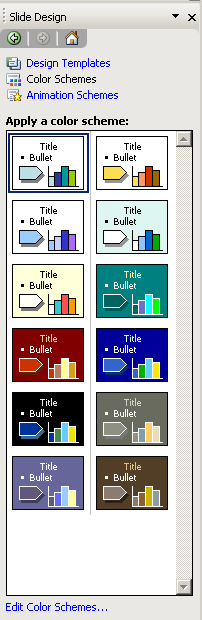 Slide Design
Design Templates
Color Schemes
Animation Schemes
Apply a color scheme:
Title
Bullet
Title
Bullet
Title
Bullet
Title
Bullet
Title
Bullet
Title
Bullet
Title
Bullet
Title
Bullet
Title
Bullet
Title
Bullet
Title
Bullet
Title
Bullet
Edit Color Schemes...